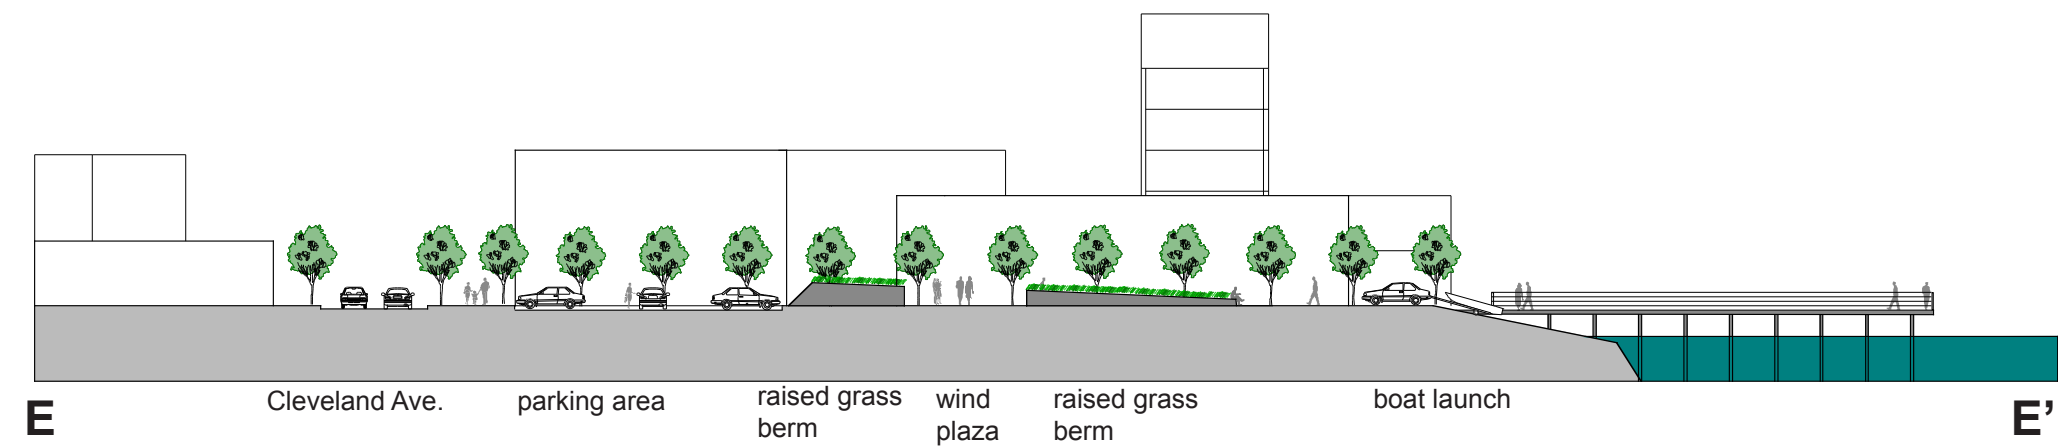 E
Cleveland Ave.
parking area
raised grass
berm
wind
plaza
raised grass
berm
boat launch
E’